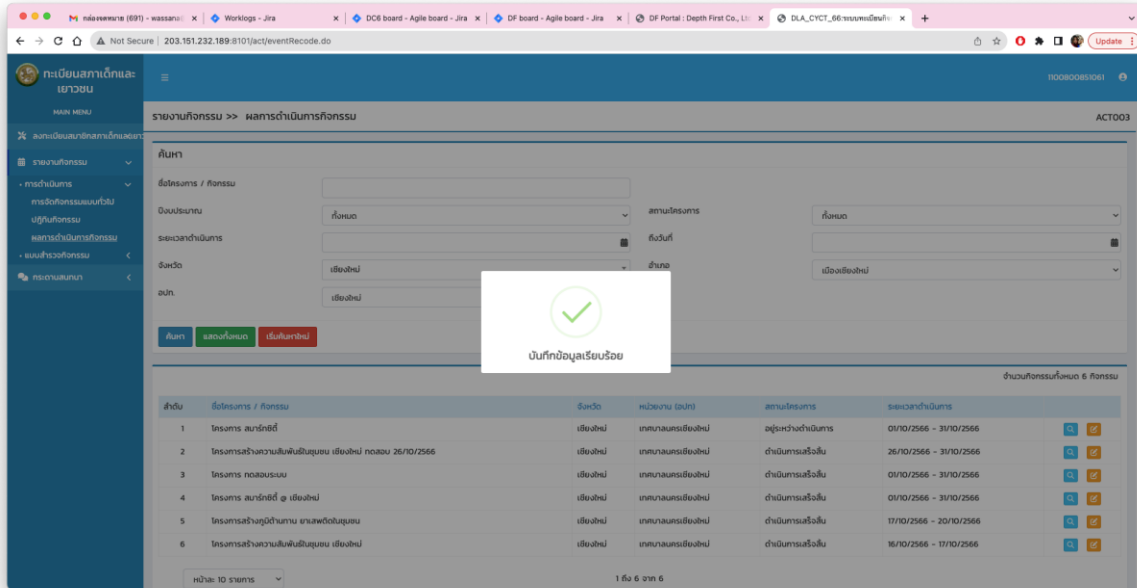 กล่องจดหมาย (691) - wassana
Worklogs - Jira
DC6 board - Agile board - Jira
DF board - Agile board - Jira
DF Portal : Depth First Co., Lt
DLA_CYCT_66:ระบบทะเบียน
Not Secure 203.151.232.189:8101/act/eventRecode.do
Update
ทะเบียนสภาเด็กและเยาวชน
1100800851061
MAIN MENU
ลงทะเบียนสมาชิกสภาเด็กและเยาว
รายงานกิจกรรม
การดำเนินการ
การจัดกิจกรรมแบบทั่วไป
ปฏิทินกิจกรรม
ผลการดำเนินการกิจกรรม
แบบสำรวจกิจกรรม
กระดานสนทนา
รายงานกิจกรรม >> ผลการดำเนินการกิจกรรม
ACT003
ค้นหา
ชื่อโครงการ / กิจกรรม
ปีงบประมาณ ทั้งหมด สถานะโครงการ ทั้งหมด
ระยะเวลาดำเนินการ ถึงวันที่
จังหวัด เชียงใหม่ อำเภอ เมืองเชียงใหม่
อปท. เชียงใหม่
ค้นหา แสดงทั้งหมด เริ่มค้นหาใหม่
บันทึกข้อมูลเรียบร้อย
จำนวนกิจกรรมทั้งหมด 6 กิจกรรม
ลำดับ ชื่อโครงการ / กิจกรรม จังหวัด หน่วยงาน (อปท) สถานะโครงการ ระยะเวลาดำเนินการ
1 โครงการ สมาร์ทซิตี้ เชียงใหม่ เทศบาลนครเชียงใหม่ อยู่ระหว่างดำเนินการ 01/10/2566 - 31/10/2566
2 โครงการสร้างความสัมพันธ์ในชุมชน เชียงใหม่ ทดสอบ 26/10/2566 เชียงใหม่ เทศบาลนครเชียงใหม่ ดำเนินการเสร็จสิ้น 26/10/2566 - 31/10/2566
3 โครงการ ทดสอบระบบ เชียงใหม่ เทศบาลนครเชียงใหม่ ดำเนินการเสร็จสิ้น 01/10/2566 - 31/10/2566
4 โครงการ สมาร์ทซิตี้ @ เชียงใหม่ เชียงใหม่ เทศบาลนครเชียงใหม่ ดำเนินการเสร็จสิ้น 01/10/2566 - 31/10/2566
5 โครงการสร้างภูมิต้านทาน ยาเสพติดในชุมชน เชียงใหม่ เทศบาลนครเชียงใหม่ ดำเนินการเสร็จสิ้น 17/10/2566 - 20/10/2566
6 โครงการสร้างความสัมพันธ์ในชุมชน เชียงใหม่ เชียงใหม่ เทศบาลนครเชียงใหม่ ดำเนินการเสร็จสิ้น 16/10/2566 - 17/10/2566
หน้าละ 10 รายการ 1 ถึง 6 จาก 6